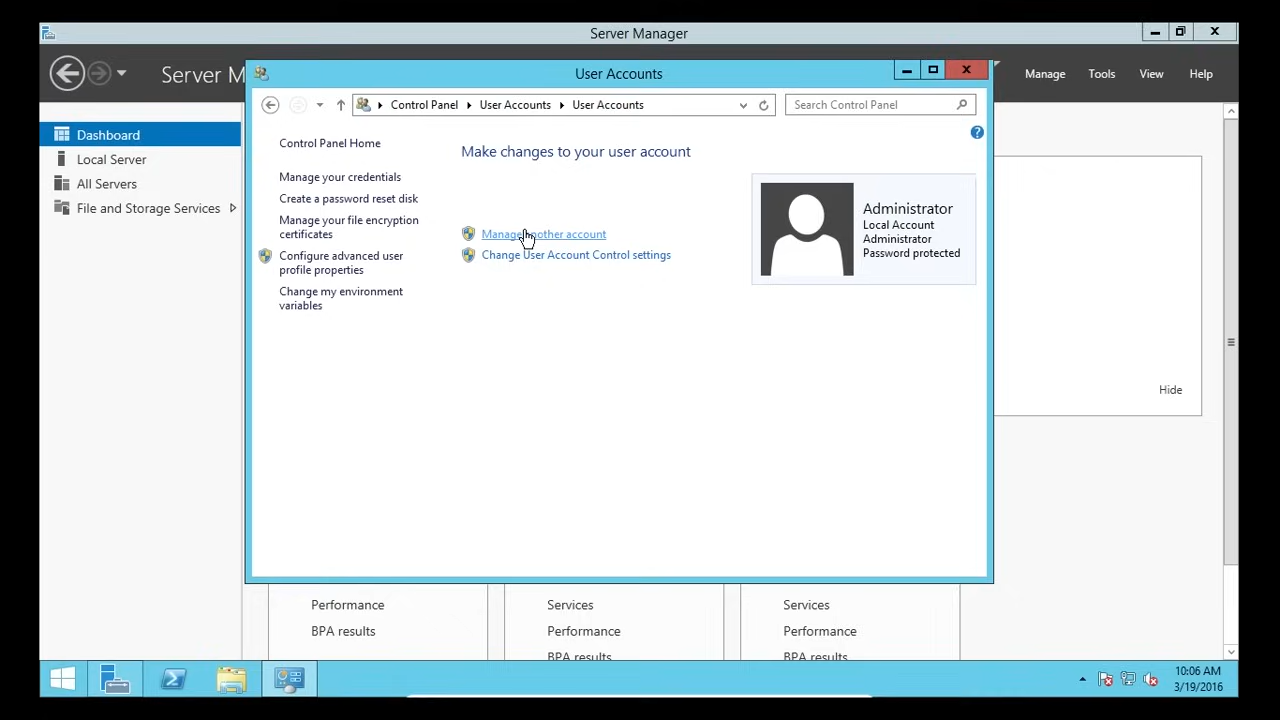 Server Manager
Server M
Manage
Tools
View
Help
Dashboard
Local Server
All Servers
File and Storage Services
User Accounts
Control Panel
User Accounts
User Accounts
Search Control Panel
Control Panel Home
Manage your credentials
Create a password reset disk
Manage your file encryption
certificates
Configure advanced user
profile properties
Change my environment
variables
Make changes to your user account
Manage another account
Change User Account Control settings
Administrator
Local Account
Administrator
Password protected
Hide
Performance
BPA results
Services
Performance
BPA results
Services
Performance
BPA results
10:06 AM
3/19/2016